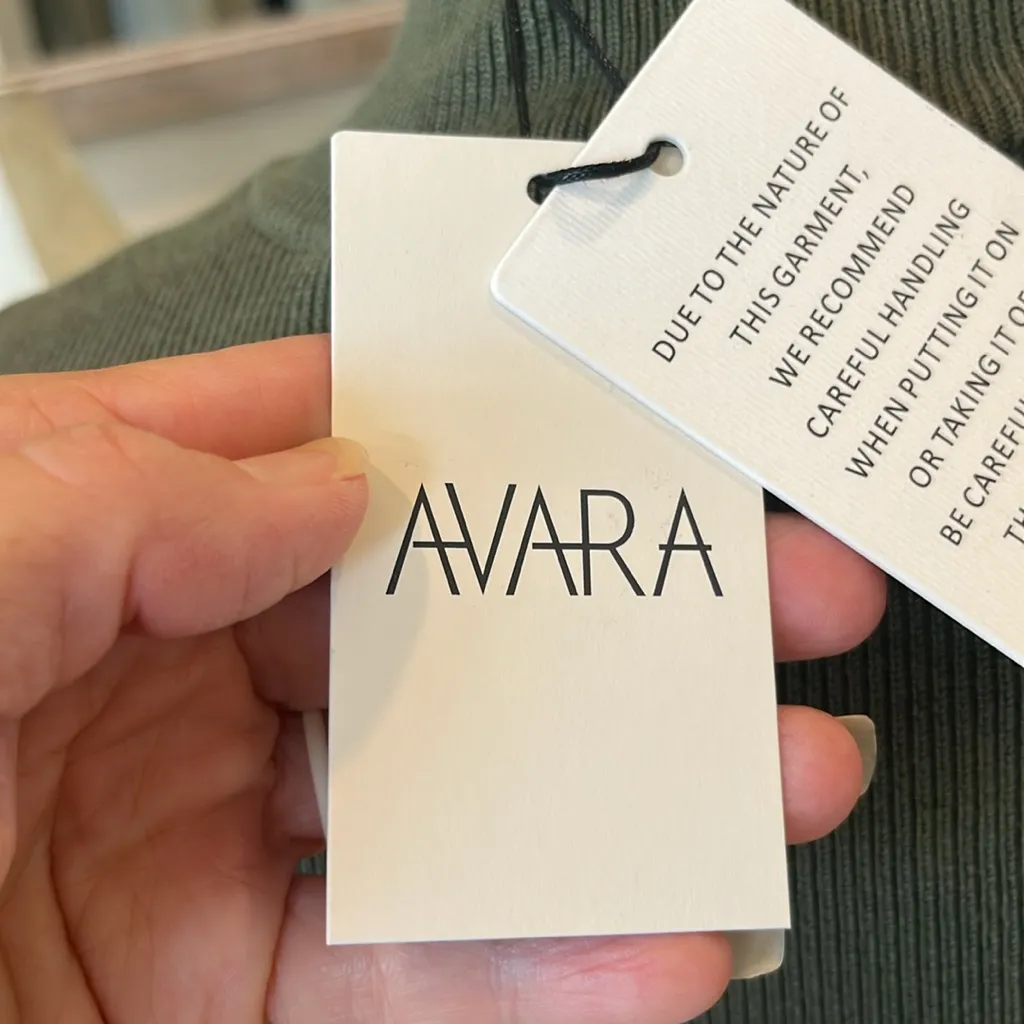 AVARA
DUE TO THE NATURE OF
THIS GARMENT,
WE RECOMMEND
CAREFUL HANDLING
WHEN PUTTING IT ON
OR TAKING IT
BE